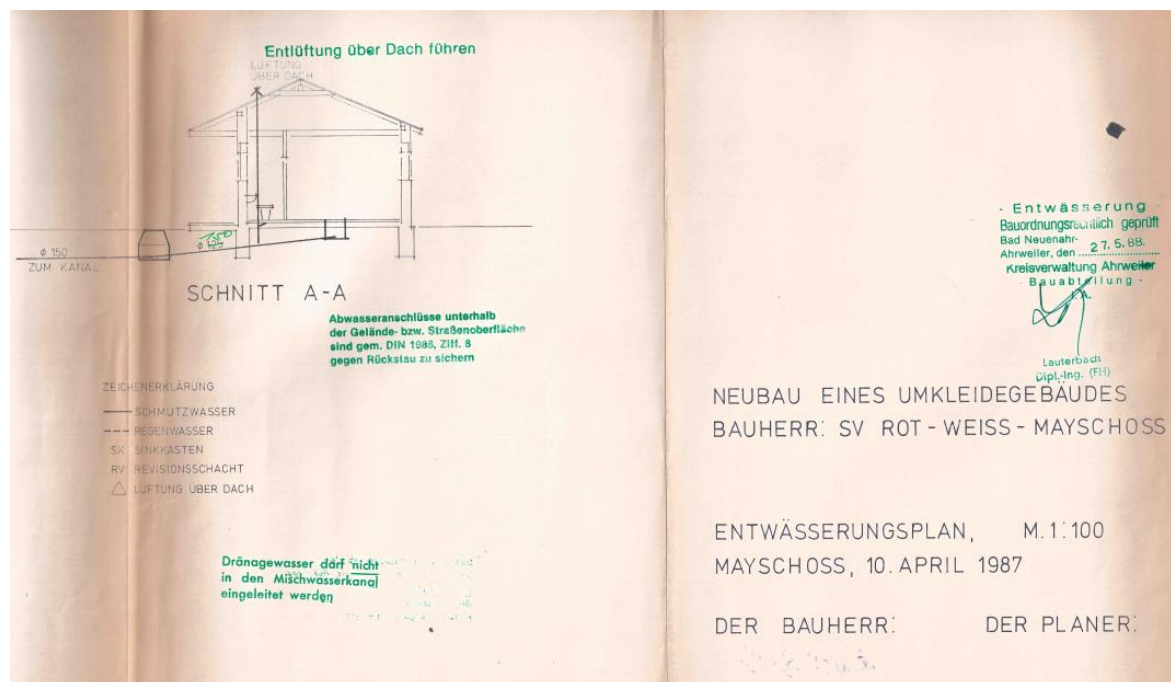 Entlüftung über Dach führen
LÜFTUNG
ÜBER DACH
ø 150
ZUM KANAL
SCHNITT A-A
Abwasseranschlüsse unterhalb
der Gelände- bzw. Straßenoberfläche
sind gem. DIN 1986, Ziff. 8
gegen Rückstau zu sichern
ZEICHENERKLÄRUNG
SCHMUTZWASSER
REGENWASSER
SK SINKKASTEN
RV REVISIONSSCHACHT
LÜFTUNG ÜBER DACH
Dränagewasser darf nicht
in den Mischwasserkanal
eingeleitet werden
- Entwässerung -
Bauordnungsrechtlich geprüft
Bad Neuenahr-
Ahrweiler, den 27.5.88.
Kreisverwaltung Ahrweiler
- Bauabteilung -
I.A.
Lauterbach
Dipl.-Ing. (FH)
NEUBAU EINES UMKLEIDEGEBÄUDES
BAUHERR: SV ROT-WEISS-MAYSCHOSS
ENTWÄSSERUNGSPLAN, M. 1:100
MAYSCHOSS, 10. APRIL 1987
DER BAUHERR: DER PLANER: